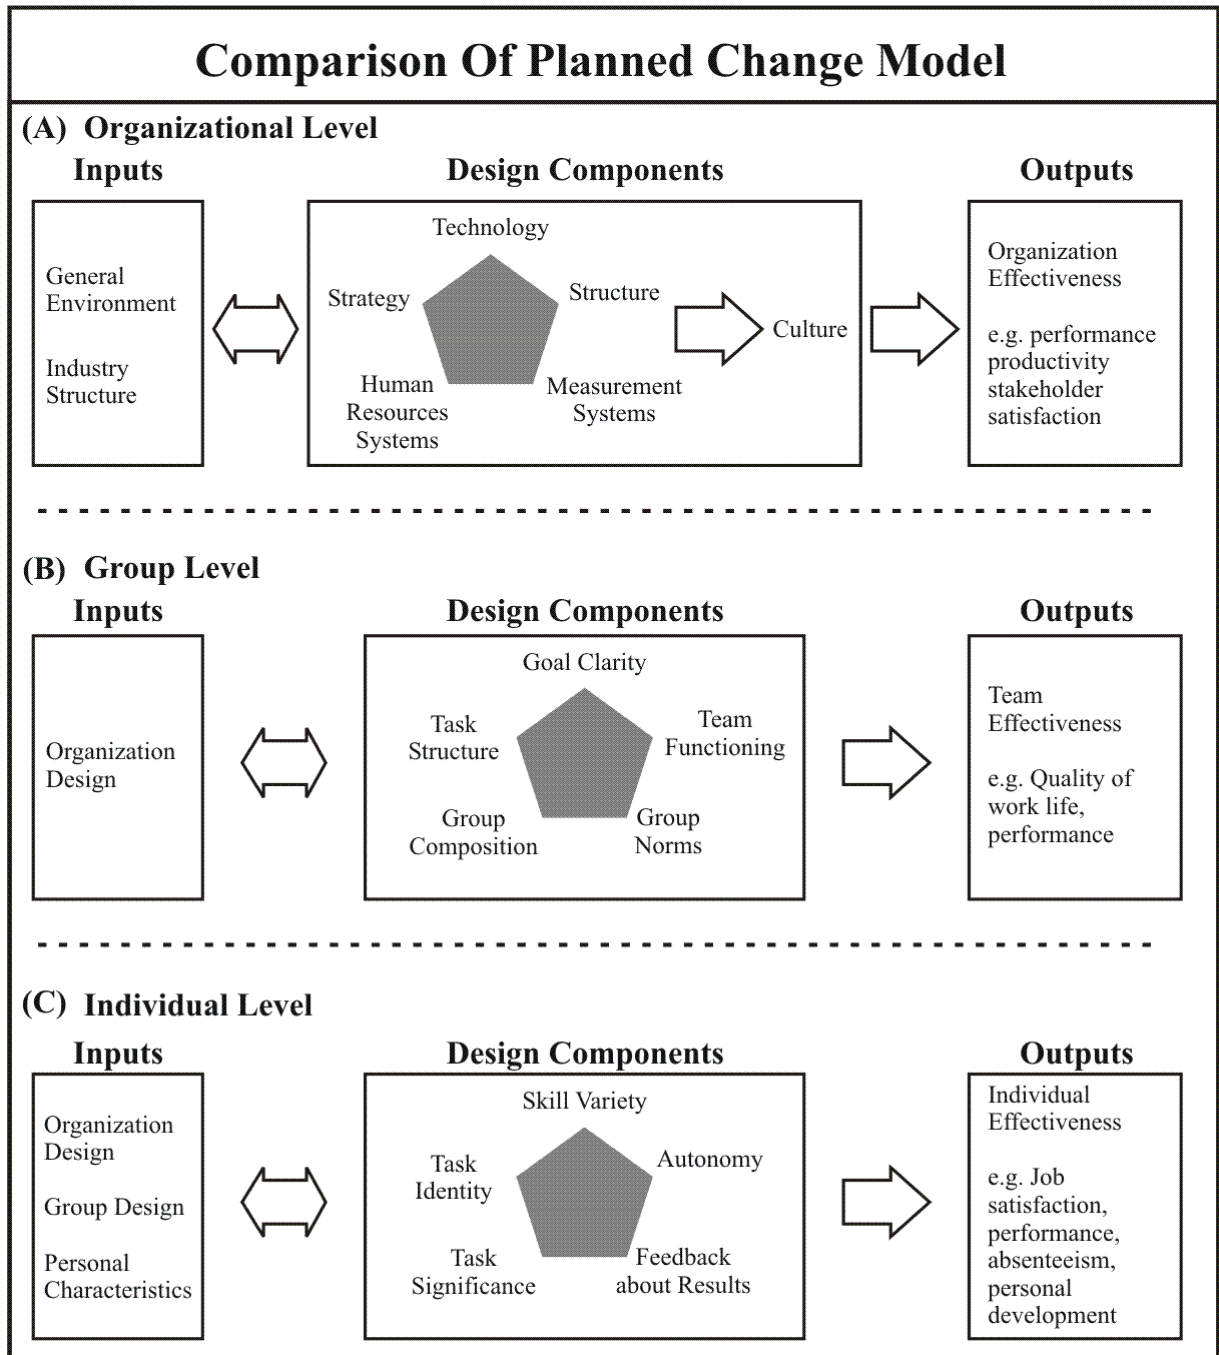 Comparison Of Planned Change Model
(A) Organizational Level
Inputs
Design Components
Outputs
General
Environment
Industry
Structure
Technology
Strategy
Structure
Human
Resources
Systems
Measurement
Systems
Culture
Organization
Effectiveness
e.g. performance
productivity
stakeholder
satisfaction
(B) Group Level
Inputs
Design Components
Outputs
Organization
Design
Goal Clarity
Task
Structure
Team
Functioning
Group
Composition
Group
Norms
Team
Effectiveness
e.g. Quality of
work life,
performance
(C) Individual Level
Inputs
Design Components
Outputs
Organization
Design
Group Design
Personal
Characteristics
Skill Variety
Task
Identity
Autonomy
Task
Significance
Feedback
about Results
Individual
Effectiveness
e.g. Job
satisfaction,
performance,
absenteeism,
personal
development